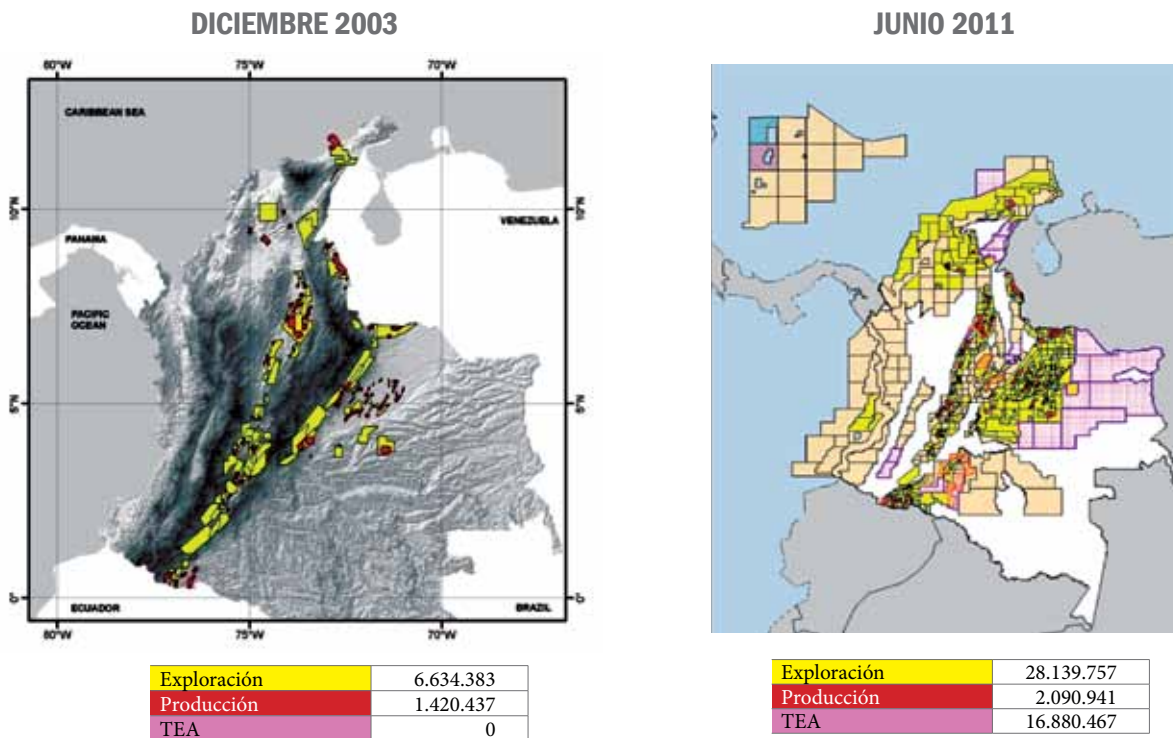 DICIEMBRE 2003
80°W 75°W 70°W
CARIBBEAN SEA
10°N 10°N
VENEZUELA
PANAMA
PACIFIC
OCEAN
5°N 5°N
0° 0°
ECUADOR BRAZIL
80°W 75°W 70°W
Exploración 6.634.383
Producción 1.420.437
TEA 0
JUNIO 2011
Exploración 28.139.757
Producción 2.090.941
TEA 16.880.467